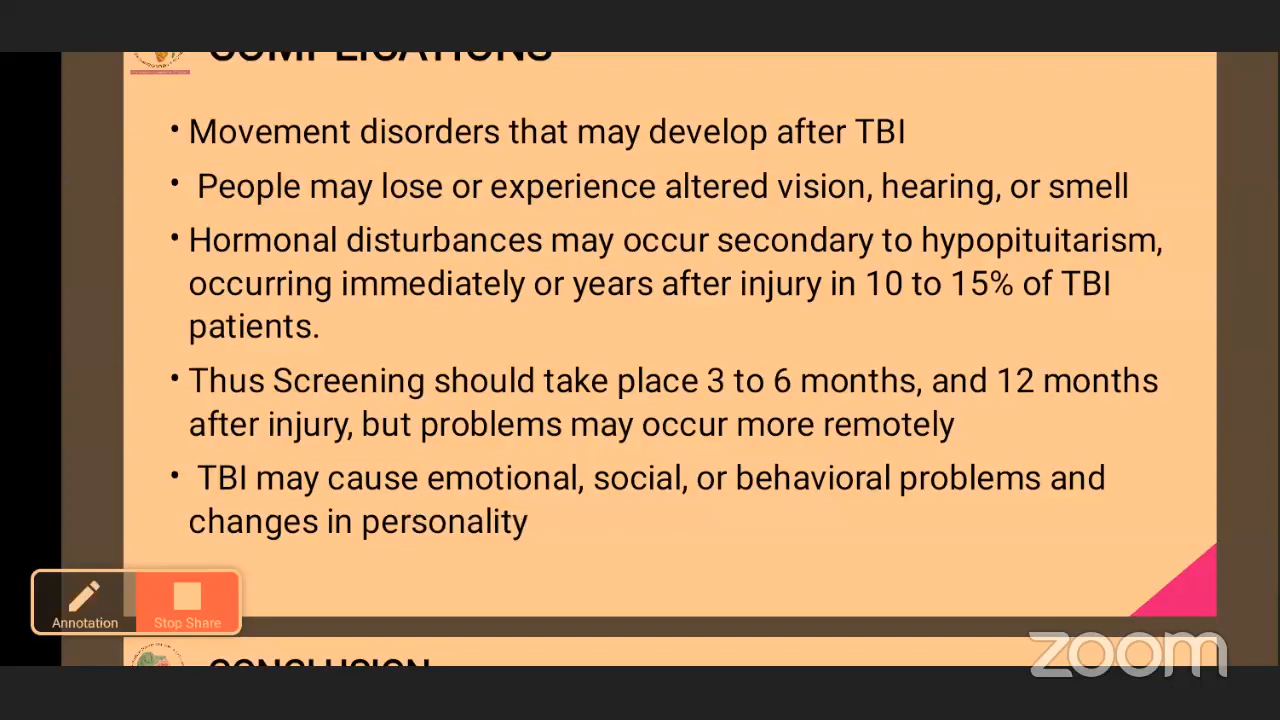 COMPLICATIONS
• Movement disorders that may develop after TBI
• People may lose or experience altered vision, hearing, or smell
• Hormonal disturbances may occur secondary to hypopituitarism,
occurring immediately or years after injury in 10 to 15% of TBI
patients.
• Thus Screening should take place 3 to 6 months, and 12 months
after injury, but problems may occur more remotely
• TBI may cause emotional, social, or behavioral problems and
changes in personality
Annotation
Stop Share
CONCLUSION
zoom